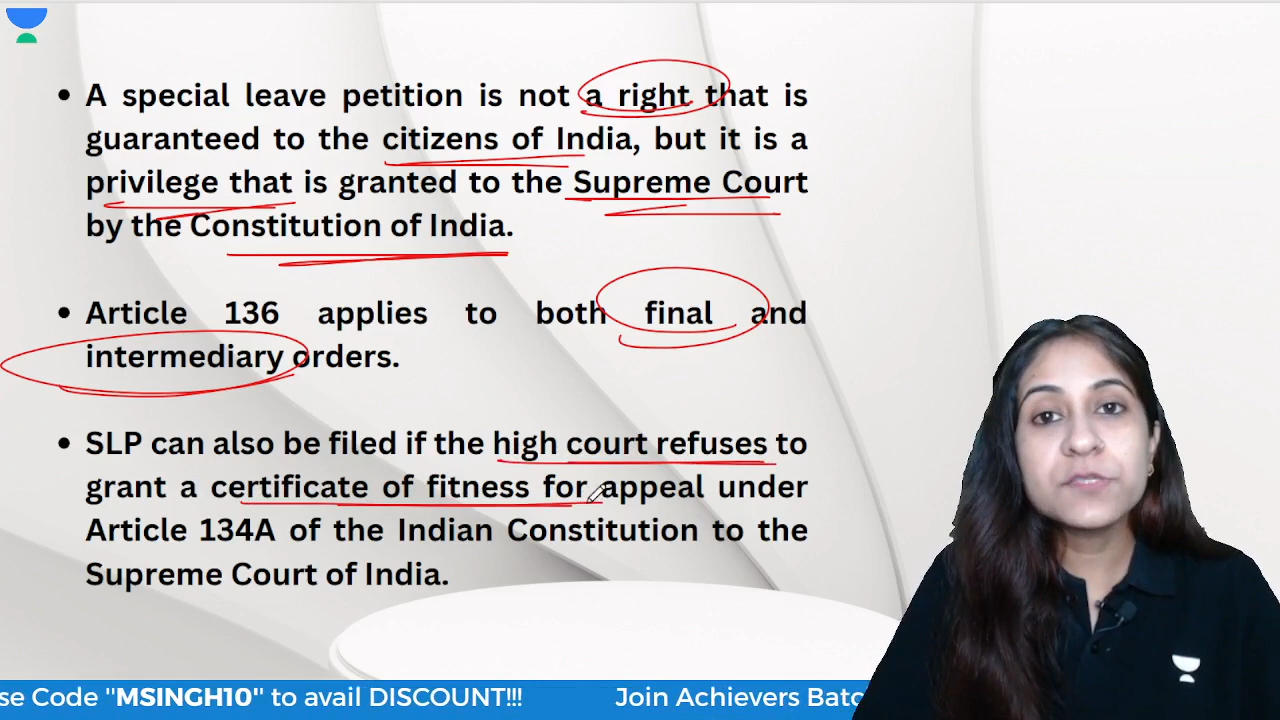 • A special leave petition is not a right that is
guaranteed to the citizens of India, but it is a
privilege that is granted to the Supreme Court
by the Constitution of India.
• Article 136 applies to both final and
intermediary orders.
• SLP can also be filed if the high court refuses to
grant a certificate of fitness for appeal under
Article 134A of the Indian Constitution to the
Supreme Court of India.
se Code "MSINGH10" to avail DISCOUNT!!! Join Achievers Batc